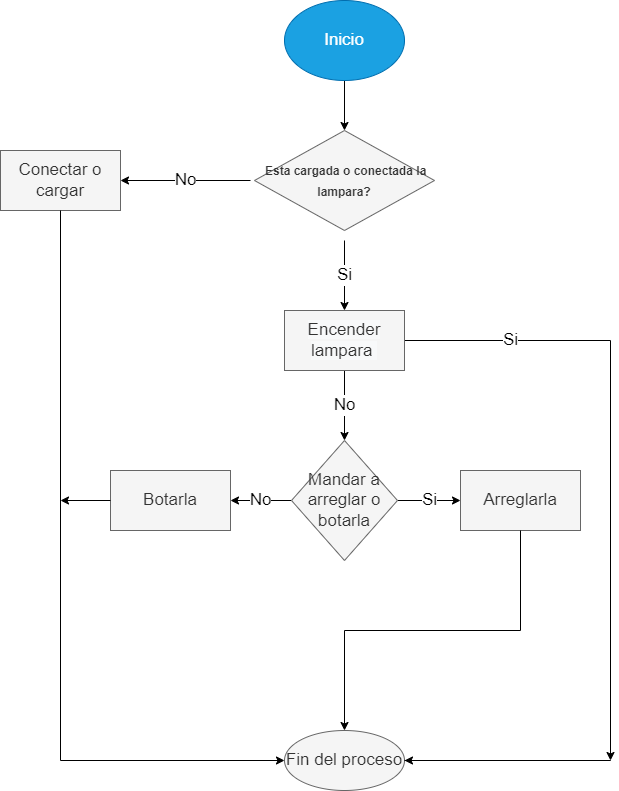 Inicio
Esta cargada o conectada la
lampara?
No
Conectar o
cargar
Si
Encender
lampara
Si
No
Mandar a
arreglar o
botarla
No
Botarla
Si
Arreglarla
Fin del proceso